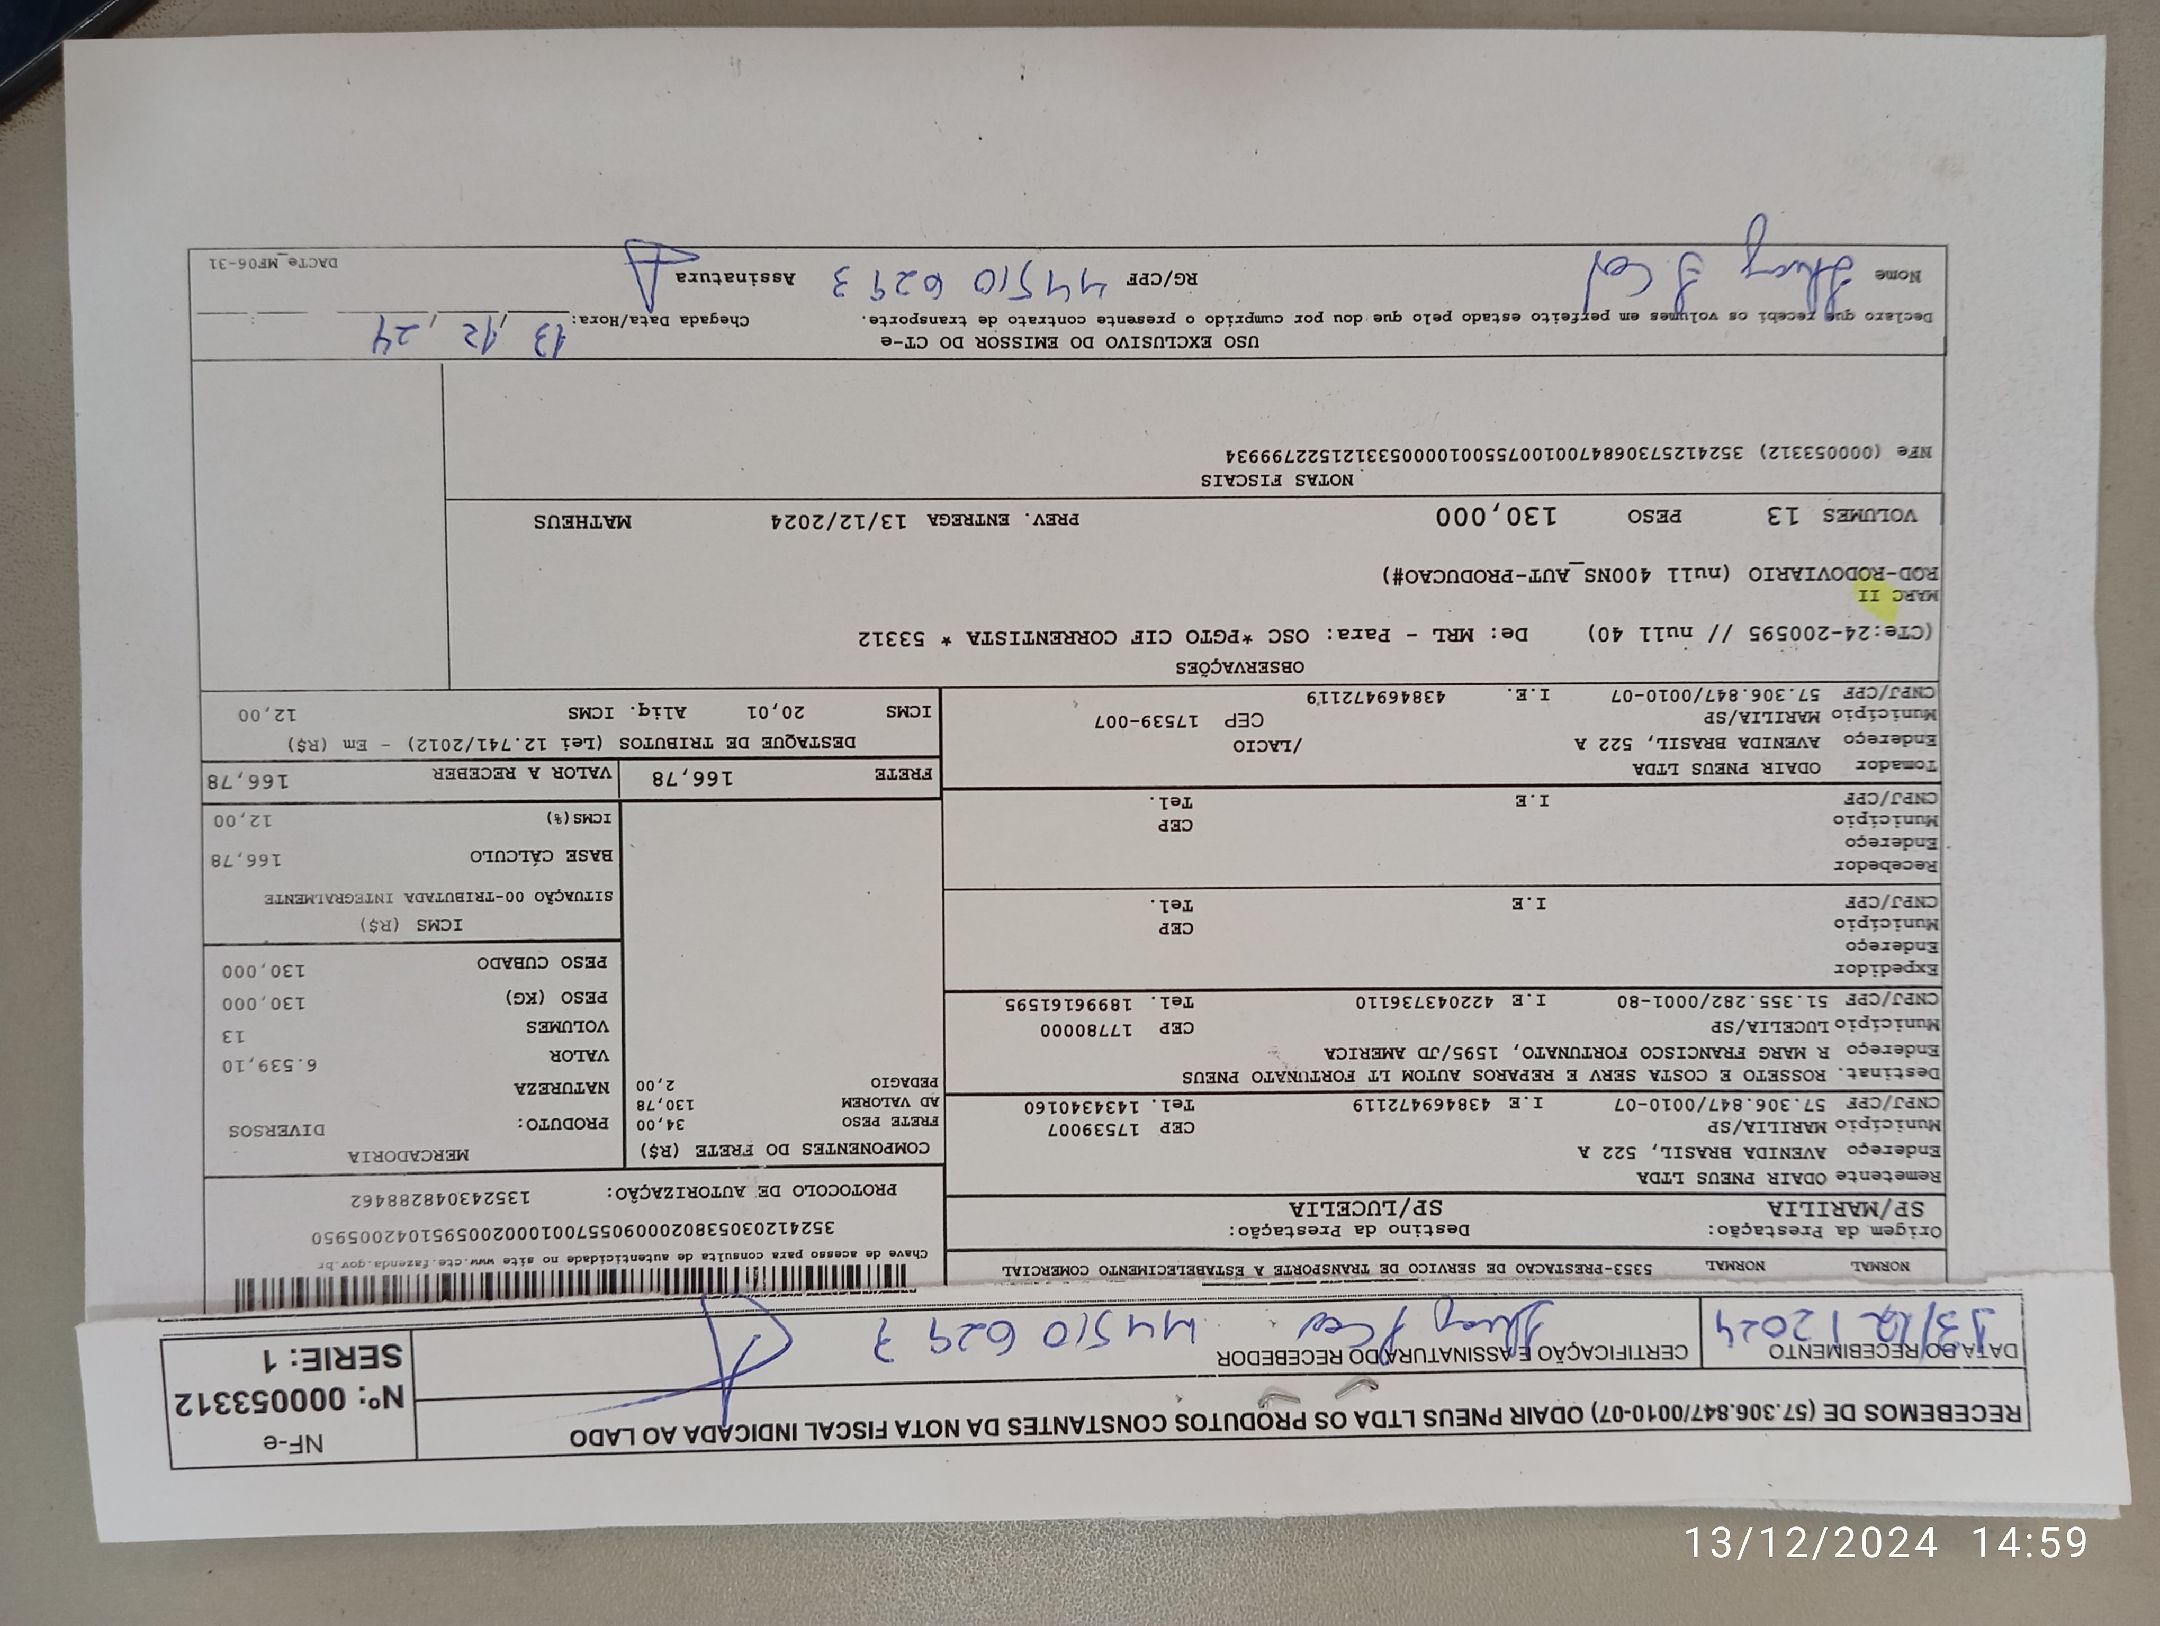 RECEBEMOS DE (57.306.847/0010-07) ODAIR PNEUS LTDA OS PRODUTOS CONSTANTES DA NOTA FISCAL INDICADA AO LADO
NF-e
Nº: 000053312
SERIE: 1
DATA DO RECEBIMENTO
13/12/2024
CERTIFICAÇÃO E ASSINATURA DO RECEBEDOR
NORMAL NORMAL 5353-PRESTACAO DE SERVICO DE TRANSPORTE A ESTABELECIMENTO COMERCIAL
Origem da Prestação: Destino da Prestação:
SP/MARILIA SP/LUCELIA
Chave de acesso para consulta de autenticidade no site www.cte.fazenda.gov.br
PROTOCOLO DE AUTORIZAÇÃO: 135243048288462
Remetente ODAIR PNEUS LTDA
Endereço AVENIDA BRASIL, 522 A
Município MARILIA/SP CEP 17539007
CNPJ/CPF 57.306.847/0010-07 I.E 438469472119 Tel. 1434340160
Destinat. ROSSETO E COSTA SERV E REPAROS AUTOM LT FORTUNATO PNEUS
Endereço R MARG FRANCISCO FORTUNATO, 1595/JD AMERICA
Município LUCELIA/SP CEP 17780000
CNPJ/CPF 51.355.282/0001-80 I.E 422043736110 Tel. 18996161595
Expedidor
Endereço
Município CEP
CNPJ/CPF I.E Tel.
Recebedor
Endereço
Município CEP
CNPJ/CPF I.E Tel.
Tomador ODAIR PNEUS LTDA
Endereço AVENIDA BRASIL, 522 A /LACIO
Município MARILIA/SP CEP 17539-007
CNPJ/CPF 57.306.847/0010-07 I.E. 438469472119
COMPONENTES DO FRETE (R$)
FRETE PESO 34,00
AD VALOREM 130,78
PEDAGIO 2,00
MERCADORIA
PRODUTO: DIVERSOS
NATUREZA
VALOR 6.539,10
VOLUMES 13
PESO (KG) 130,000
PESO CUBADO 130,000
ICMS (R$)
SITUAÇÃO 00-TRIBUTADA INTEGRALMENTE
BASE CÁLCULO 166,78
ICMS(%) 12,00
FRETE 166,78 VALOR A RECEBER 166,78
DESTAQUE DE TRIBUTOS (Lei 12.741/2012) - Em (R$)
ICMS 20,01 Aliq. ICMS 12,00
OBSERVAÇÕES
(CTe:24-200595 // null 40) De: MRL - Para: OSC *PGTO CIF CORRENTISTA * 53312
MARC II
ROD-RODOVIARIO (null 400NS_AUT-PRODUCAO#)
VOLUMES 13 PESO 130,000 PREV. ENTREGA 13/12/2024 MATHEUS
NOTAS FISCAIS
NFe (000053312) 35241257306847001007550010000533121522799934
USO EXCLUSIVO DO EMISSOR DO CT-e
Declaro que recebi os volumes em perfeito estado pelo que dou por cumprido o presente contrato de transporte. Chegada Data/Hora: 13/12/24 :
Nome RG/CPF 44510 629 3 Assinatura
DACTe_MF06-31
13/12/2024 14:59